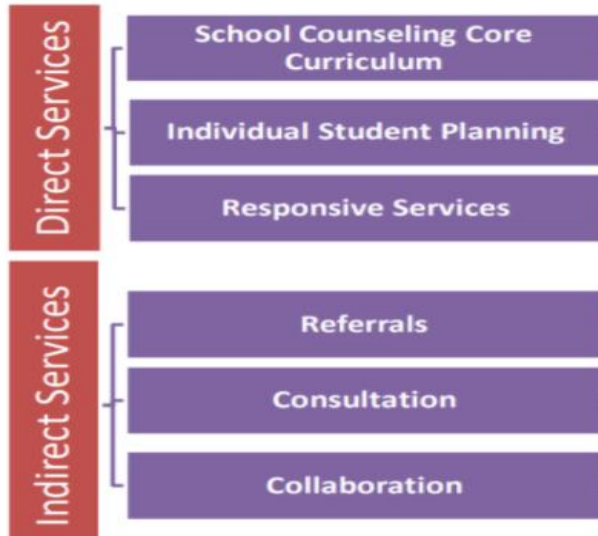 Direct Services
School Counseling Core
Curriculum
Individual Student Planning
Responsive Services
Indirect Services
Referrals
Consultation
Collaboration